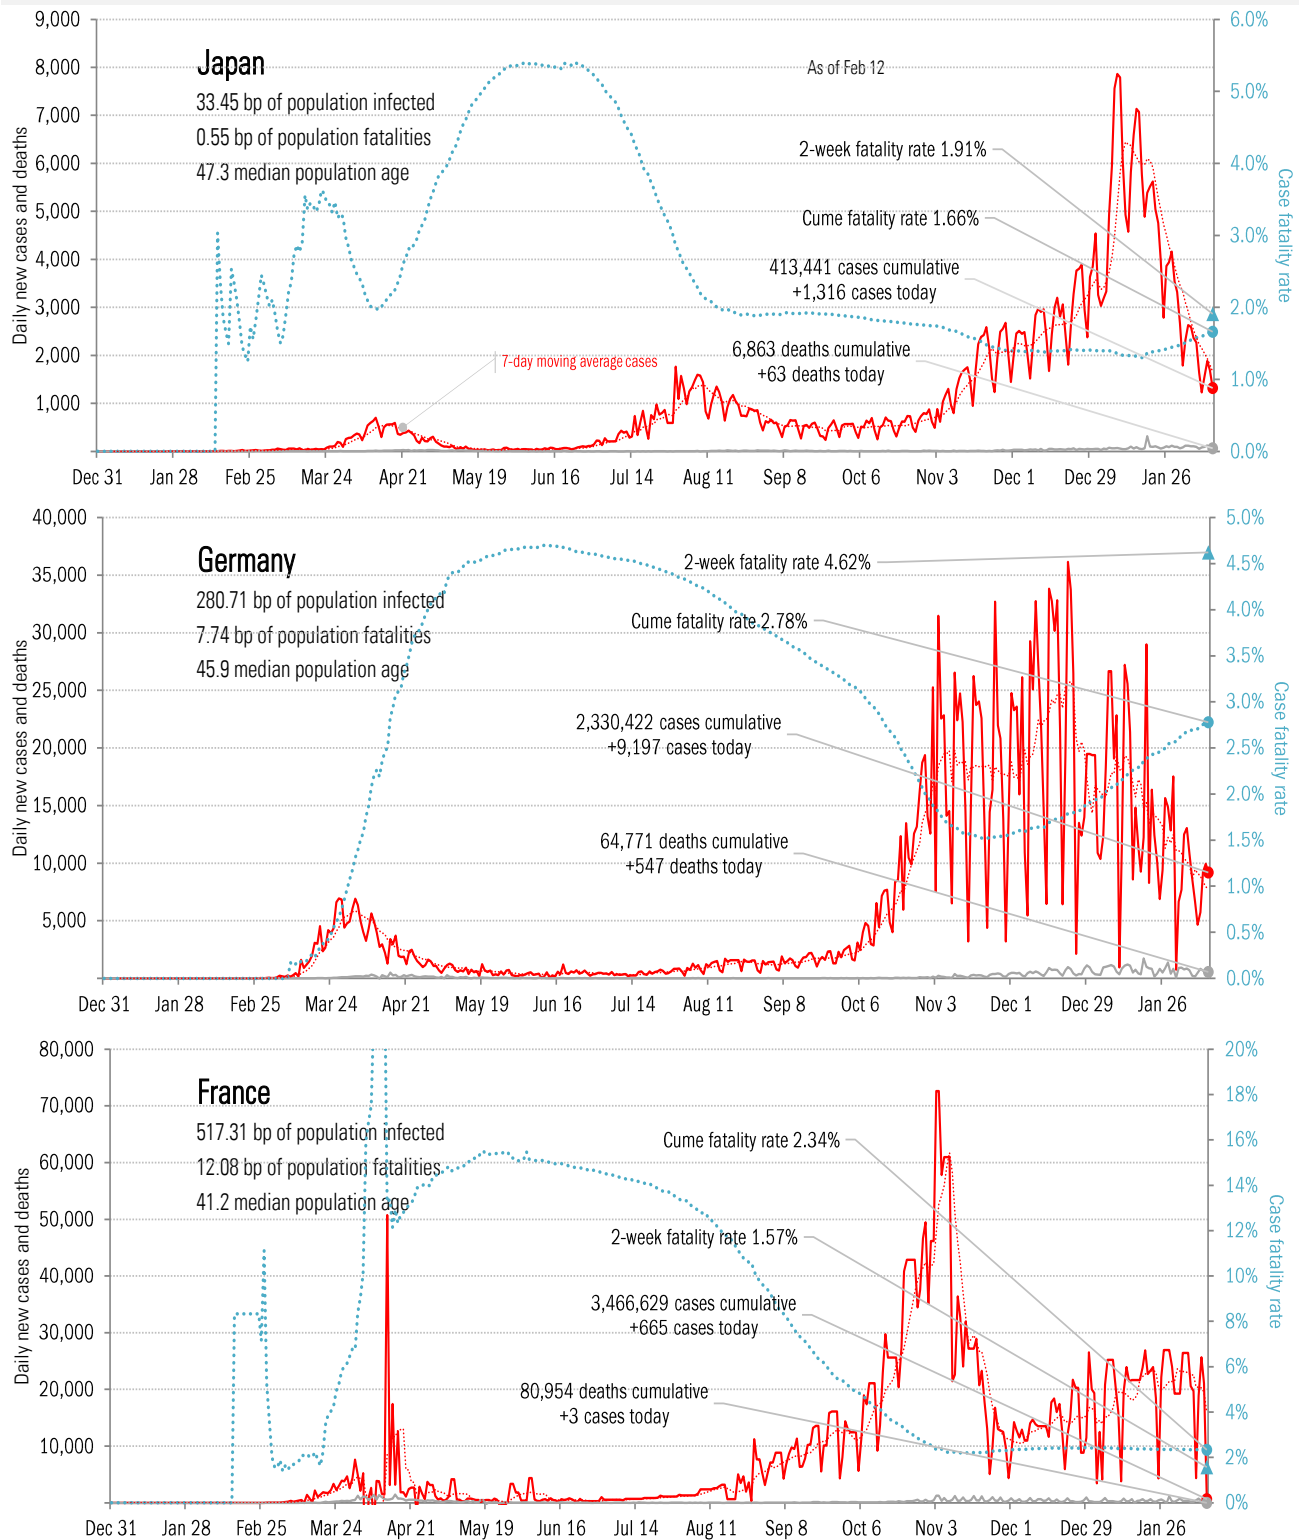 9,000
8,000
7,000
6,000
5,000
4,000
3,000
2,000
1,000
6.0%
5.0%
4.0%
3.0%
2.0%
1.0%
0.0%
Daily new cases and deaths
Case fatality rate
Japan
33.45 bp of population infected
0.55 bp of population fatalities
47.3 median population age
As of Feb 12
2-week fatality rate 1.91%
Cume fatality rate 1.66%
413,441 cases cumulative
+1,316 cases today
6,863 deaths cumulative
+63 deaths today
7-day moving average cases
Dec 31 Jan 28 Feb 25 Mar 24 Apr 21 May 19 Jun 16 Jul 14 Aug 11 Sep 8 Oct 6 Nov 3 Dec 1 Dec 29 Jan 26
40,000
35,000
30,000
25,000
20,000
15,000
10,000
5,000
5.0%
4.5%
4.0%
3.5%
3.0%
2.5%
2.0%
1.5%
1.0%
0.5%
0.0%
Daily new cases and deaths
Case fatality rate
Germany
280.71 bp of population infected
7.74 bp of population fatalities
45.9 median population age
2-week fatality rate 4.62%
Cume fatality rate 2.78%
2,330,422 cases cumulative
+9,197 cases today
64,771 deaths cumulative
+547 deaths today
Dec 31 Jan 28 Feb 25 Mar 24 Apr 21 May 19 Jun 16 Jul 14 Aug 11 Sep 8 Oct 6 Nov 3 Dec 1 Dec 29 Jan 26
80,000
70,000
60,000
50,000
40,000
30,000
20,000
10,000
20%
18%
16%
14%
12%
10%
8%
6%
4%
2%
0%
Daily new cases and deaths
Case fatality rate
France
517.31 bp of population infected
12.08 bp of population fatalities
41.2 median population age
Cume fatality rate 2.34%
2-week fatality rate 1.57%
3,466,629 cases cumulative
+665 cases today
80,954 deaths cumulative
+3 cases today
Dec 31 Jan 28 Feb 25 Mar 24 Apr 21 May 19 Jun 16 Jul 14 Aug 11 Sep 8 Oct 6 Nov 3 Dec 1 Dec 29 Jan 26